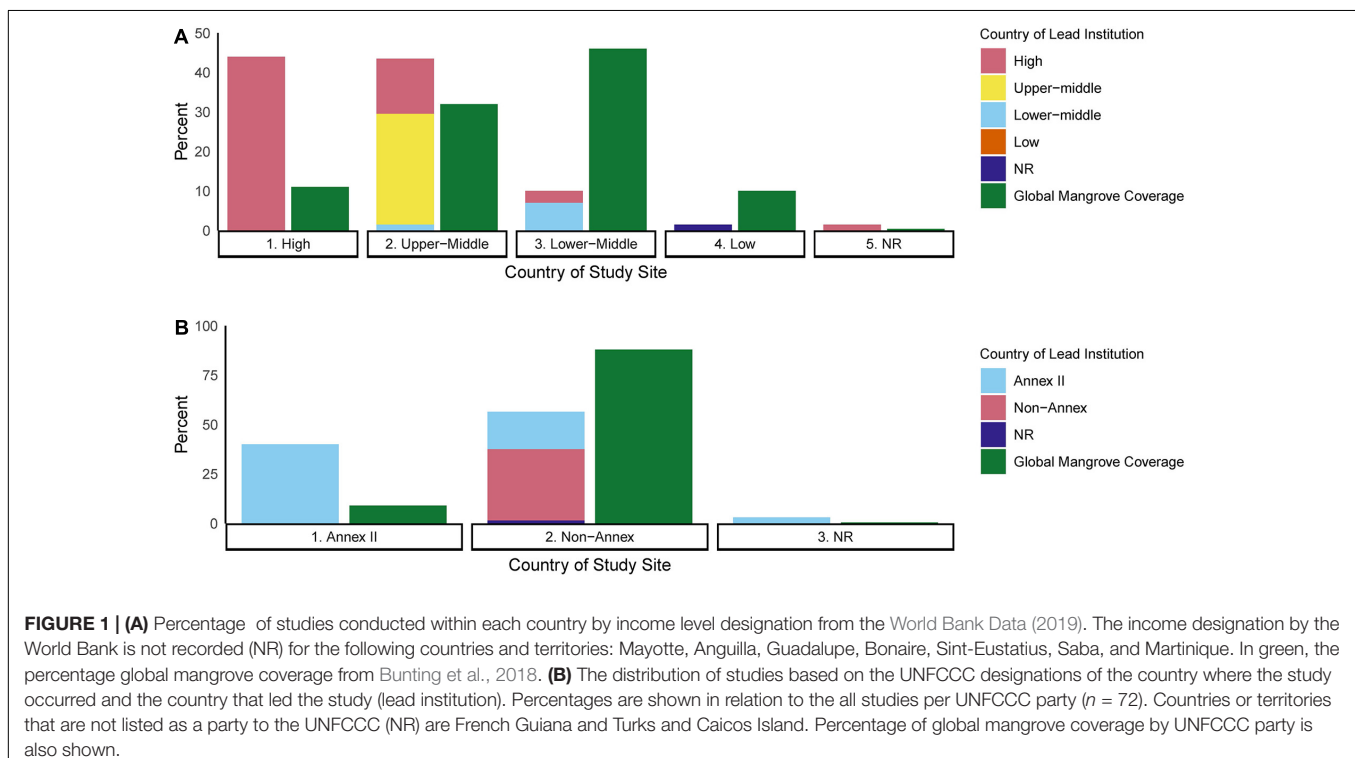 A
50
40
30
20
10
0
Percent
1. High
2. Upper−Middle
3. Lower−Middle
4. Low
5. NR
Country of Study Site
Country of Lead Institution
High
Upper−middle
Lower−middle
Low
NR
Global Mangrove Coverage
B
100
75
50
25
0
Percent
1. Annex II
2. Non−Annex
3. NR
Country of Study Site
Country of Lead Institution
Annex II
Non−Annex
NR
Global Mangrove Coverage
FIGURE 1 | (A) Percentage of studies conducted within each country by income level designation from the World Bank Data (2019). The income designation by the
World Bank is not recorded (NR) for the following countries and territories: Mayotte, Anguilla, Guadalupe, Bonaire, Sint-Eustatius, Saba, and Martinique. In green, the
percentage global mangrove coverage from Bunting et al., 2018. (B) The distribution of studies based on the UNFCCC designations of the country where the study
occurred and the country that led the study (lead institution). Percentages are shown in relation to the all studies per UNFCCC party (n = 72). Countries or territories
that are not listed as a party to the UNFCCC (NR) are French Guiana and Turks and Caicos Island. Percentage of global mangrove coverage by UNFCCC party is
also shown.